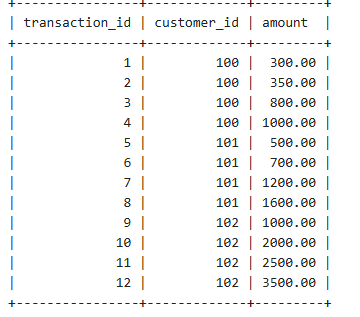 +----------------+-------------+---------+
| transaction_id | customer_id | amount  |
+----------------+-------------+---------+
|              1 |         100 |  300.00 |
|              2 |         100 |  350.00 |
|              3 |         100 |  800.00 |
|              4 |         100 | 1000.00 |
|              5 |         101 |  500.00 |
|              6 |         101 |  700.00 |
|              7 |         101 | 1200.00 |
|              8 |         101 | 1600.00 |
|              9 |         102 | 1000.00 |
|             10 |         102 | 2000.00 |
|             11 |         102 | 2500.00 |
|             12 |         102 | 3500.00 |
+----------------+-------------+---------+